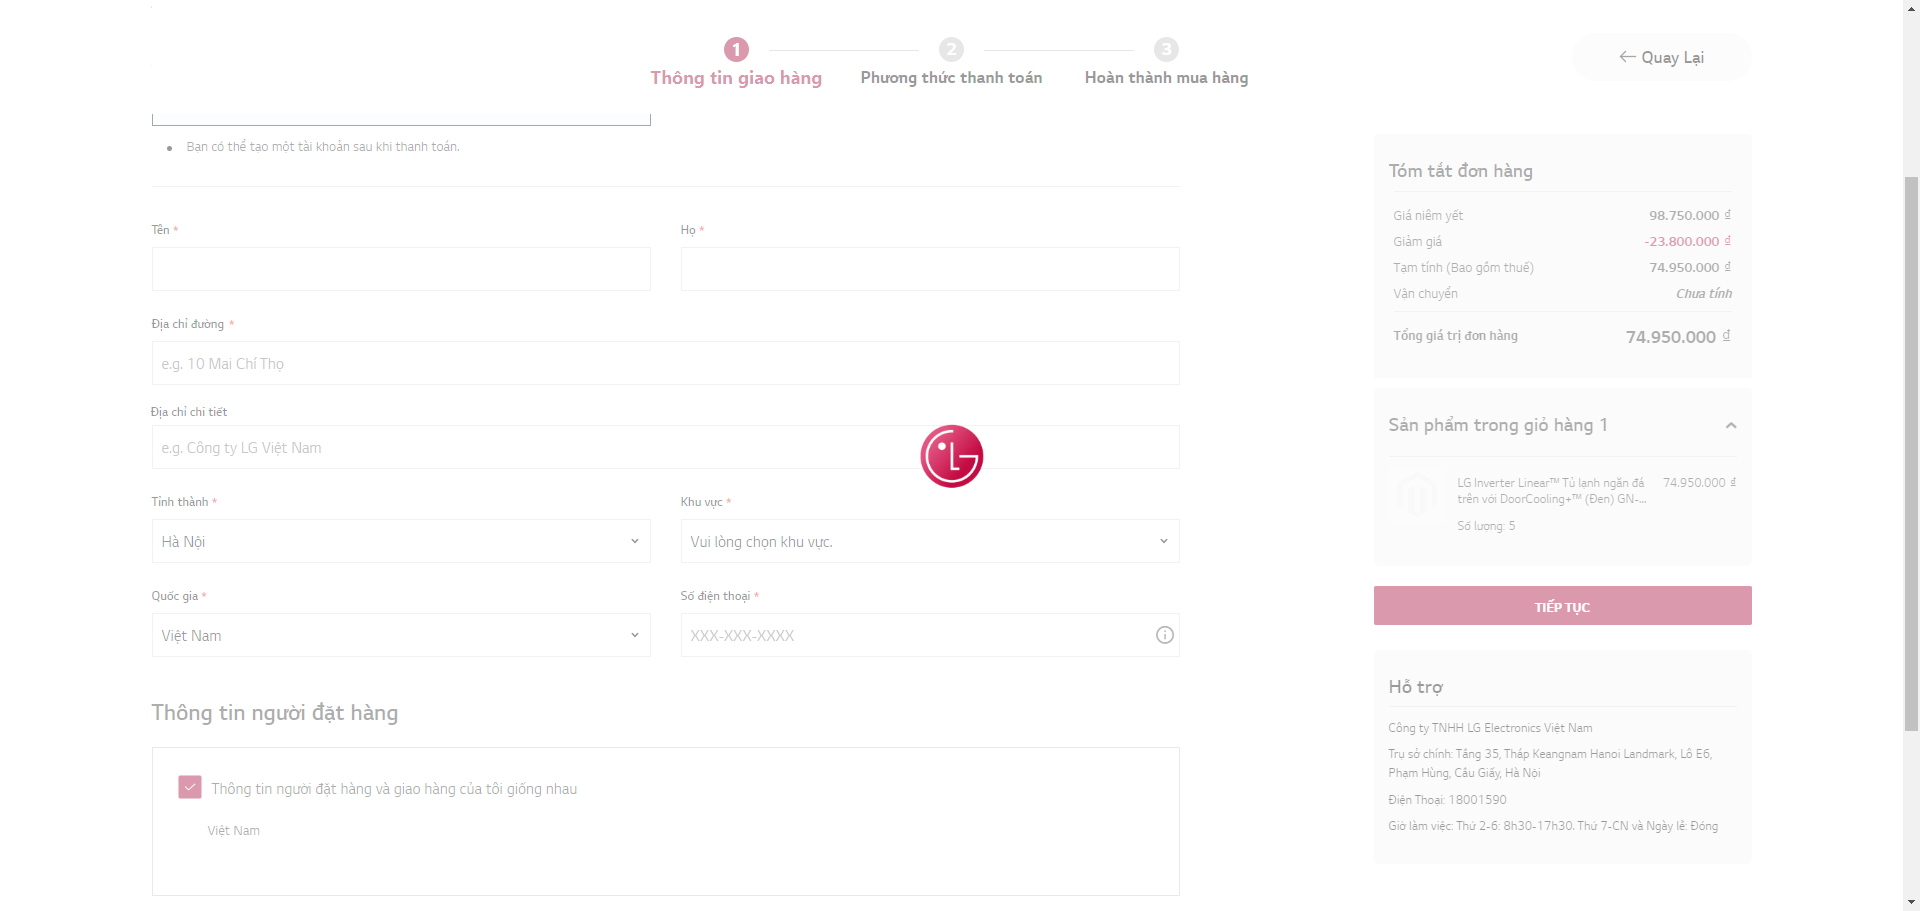 1
2
3
Thông tin giao hàng
Phương thức thanh toán
Hoàn thành mua hàng
← Quay Lại
Bạn có thể tạo một tài khoản sau khi thanh toán.
Tên *
Họ *
Địa chỉ đường *
e.g. 10 Mai Chí Thọ
Địa chỉ chi tiết
e.g. Công ty LG Việt Nam
Tỉnh thành *
Khu vực *
Hà Nội
Vui lòng chọn khu vực.
Quốc gia *
Số điện thoại *
Việt Nam
XXX-XXX-XXXX
Thông tin người đặt hàng
Thông tin người đặt hàng và giao hàng của tôi giống nhau
Việt Nam
LG
Tóm tắt đơn hàng
Giá niêm yết 98.750.000 ₫
Giảm giá -23.800.000 ₫
Tạm tính (Bao gồm thuế) 74.950.000 ₫
Vận chuyển Chưa tính
Tổng giá trị đơn hàng 74.950.000 ₫
Sản phẩm trong giỏ hàng 1
LG Inverter Linear™ Tủ lạnh ngăn đá 74.950.000 ₫
trên với DoorCooling+™ (Đen) GN-...
Số lượng: 5
TIẾP TỤC
Hỗ trợ
Công ty TNHH LG Electronics Việt Nam
Trụ sở chính: Tầng 35, Tháp Keangnam Hanoi Landmark, Lô E6,
Phạm Hùng, Cầu Giấy, Hà Nội
Điện Thoại: 18001590
Giờ làm việc: Thứ 2-6: 8h30-17h30. Thứ 7-CN và Ngày lễ: Đóng